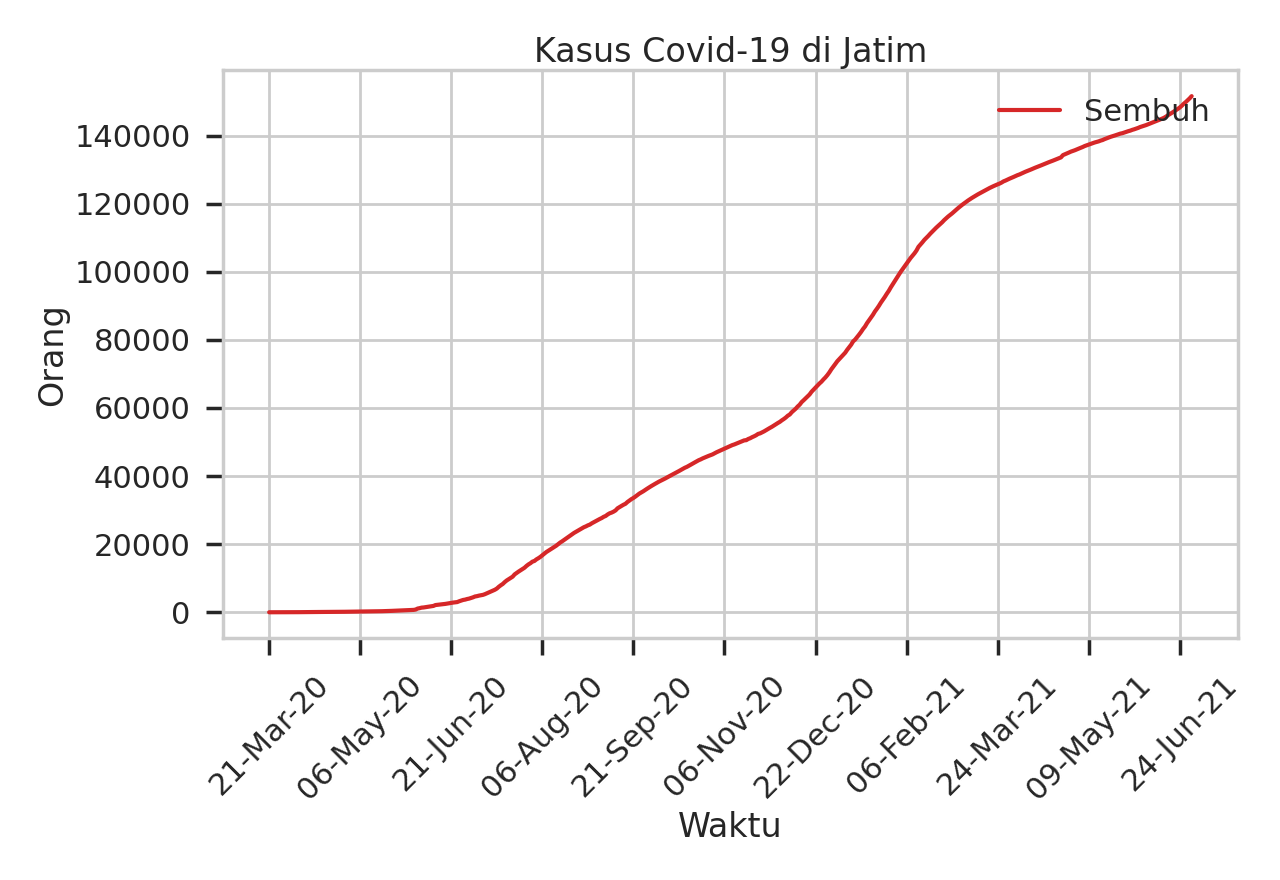 Kasus Covid-19 di Jatim
Sembuh
140000
120000
100000
80000
60000
40000
20000
0
Orang
21-Mar-20
06-May-20
21-Jun-20
06-Aug-20
21-Sep-20
06-Nov-20
22-Dec-20
06-Feb-21
24-Mar-21
09-May-21
24-Jun-21
Waktu